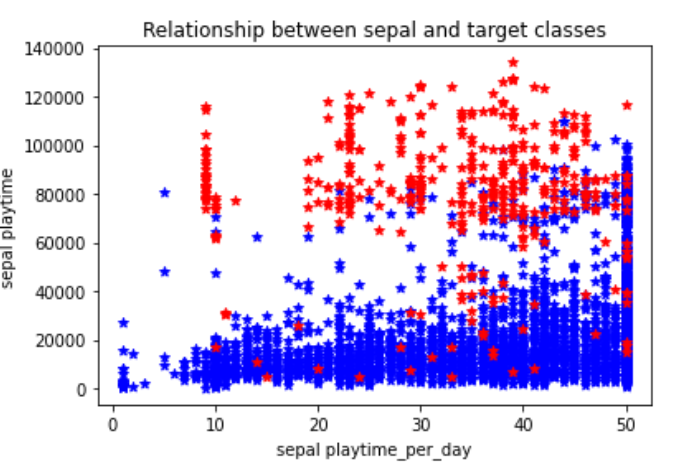 Relationship between sepal and target classes
140000
120000
100000
80000
60000
40000
20000
0
sepal playtime
0 10 20 30 40 50
sepal playtime_per_day